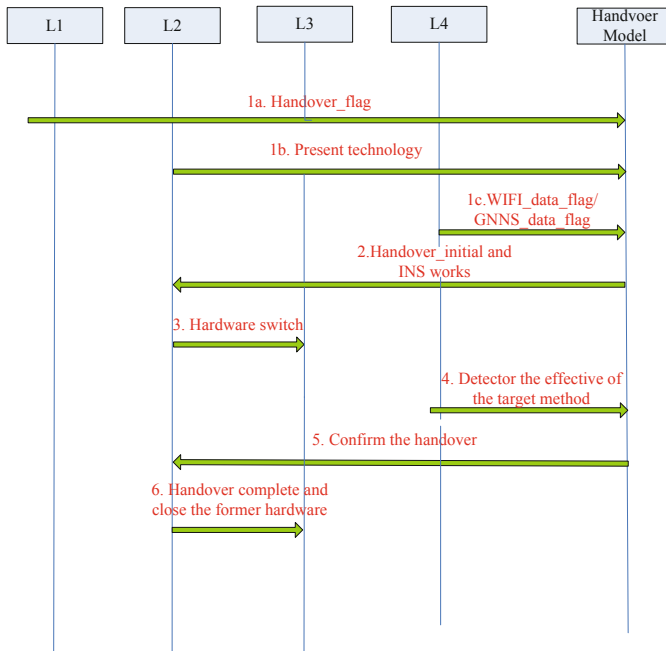 L1
L2
L3
L4
Handvoer
Model
1a. Handover_flag
1b. Present technology
1c.WIFI_data_flag/
GNNS_data_flag
2.Handover_initial and
INS works
3. Hardware switch
4. Detector the effective of
the target method
5. Confirm the handover
6. Handover complete and
close the former hardware